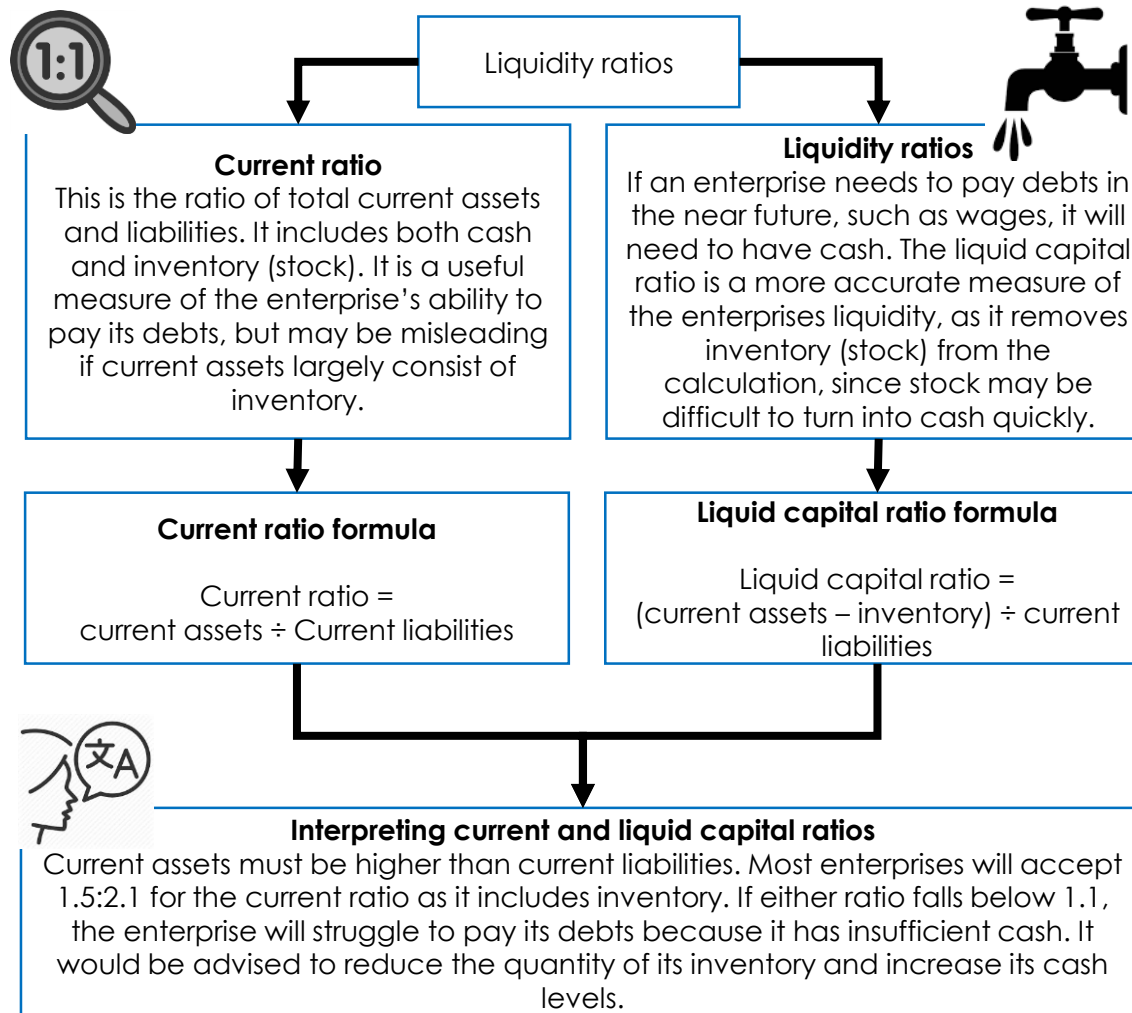 1:1
Liquidity ratios
Current ratio
This is the ratio of total current assets
and liabilities. It includes both cash
and inventory (stock). It is a useful
measure of the enterprise’s ability to
pay its debts, but may be misleading
if current assets largely consist of
inventory.
Liquidity ratios
If an enterprise needs to pay debts in
the near future, such as wages, it will
need to have cash. The liquid capital
ratio is a more accurate measure of
the enterprises liquidity, as it removes
inventory (stock) from the
calculation, since stock may be
difficult to turn into cash quickly.
Current ratio formula
Current ratio =
current assets ÷ Current liabilities
Liquid capital ratio formula
Liquid capital ratio =
(current assets – inventory) ÷ current
liabilities
文A
Interpreting current and liquid capital ratios
Current assets must be higher than current liabilities. Most enterprises will accept
1.5:2.1 for the current ratio as it includes inventory. If either ratio falls below 1.1,
the enterprise will struggle to pay its debts because it has insufficient cash. It
would be advised to reduce the quantity of its inventory and increase its cash
levels.